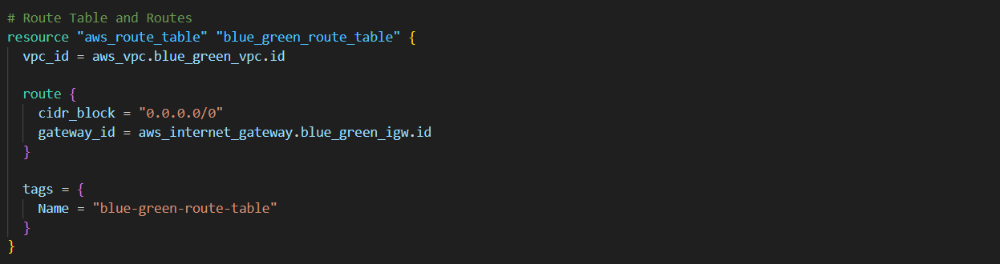 # Route Table and Routes
resource "aws_route_table" "blue_green_route_table" {
  vpc_id = aws_vpc.blue_green_vpc.id

  route {
    cidr_block = "0.0.0.0/0"
    gateway_id = aws_internet_gateway.blue_green_igw.id
  }

  tags = {
    Name = "blue-green-route-table"
  }
}